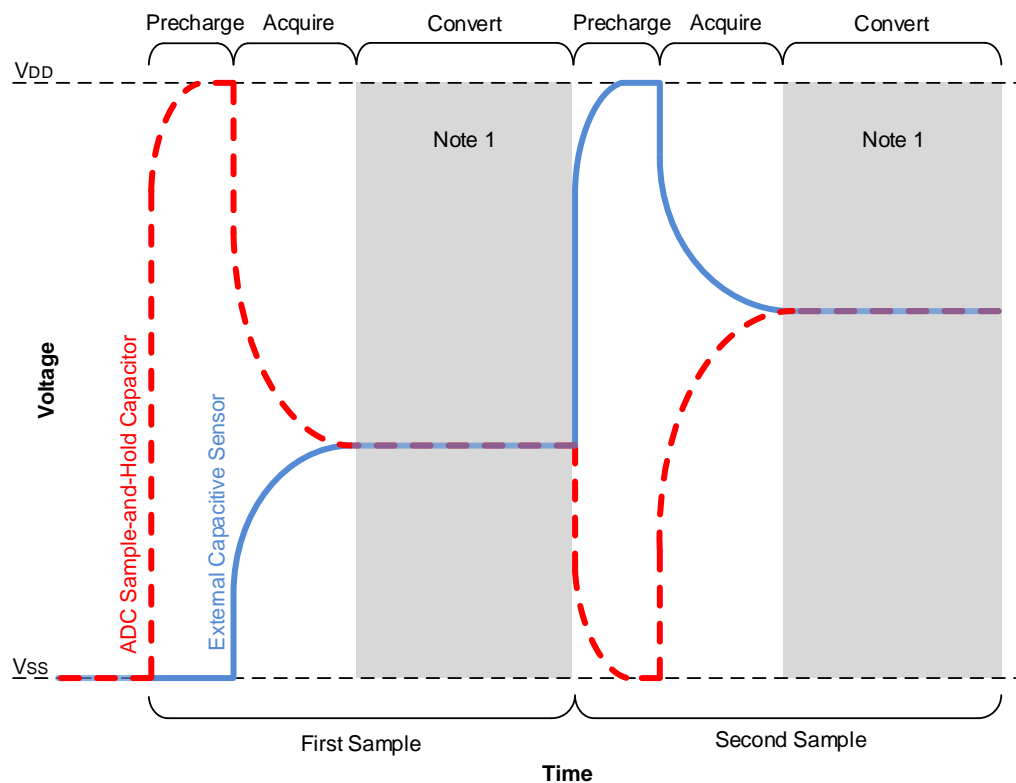 Precharge Acquire Convert Precharge Acquire Convert
VDD
Note 1 Note 1
Voltage
ADC Sample-and-Hold Capacitor
External Capacitive Sensor
VSS
First Sample Second Sample
Time